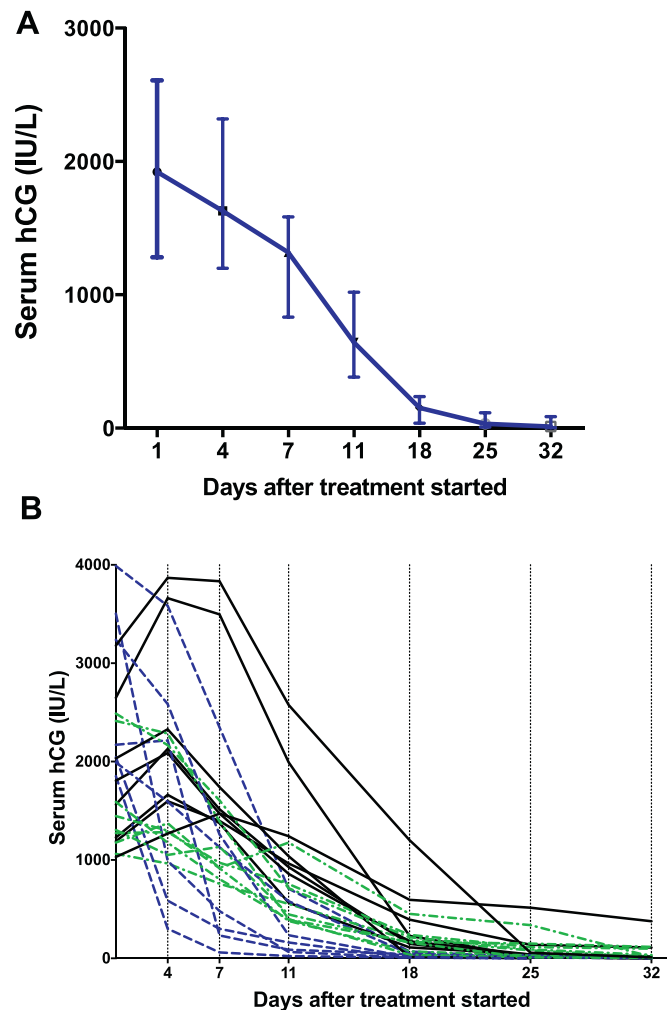 A
3000
2000
1000
0
Serum hCG (IU/L)
1 4 7 11 18 25 32
Days after treatment started
B
4000
3000
2000
1000
0
Serum hCG (IU/L)
4 7 11 18 25 32
Days after treatment started